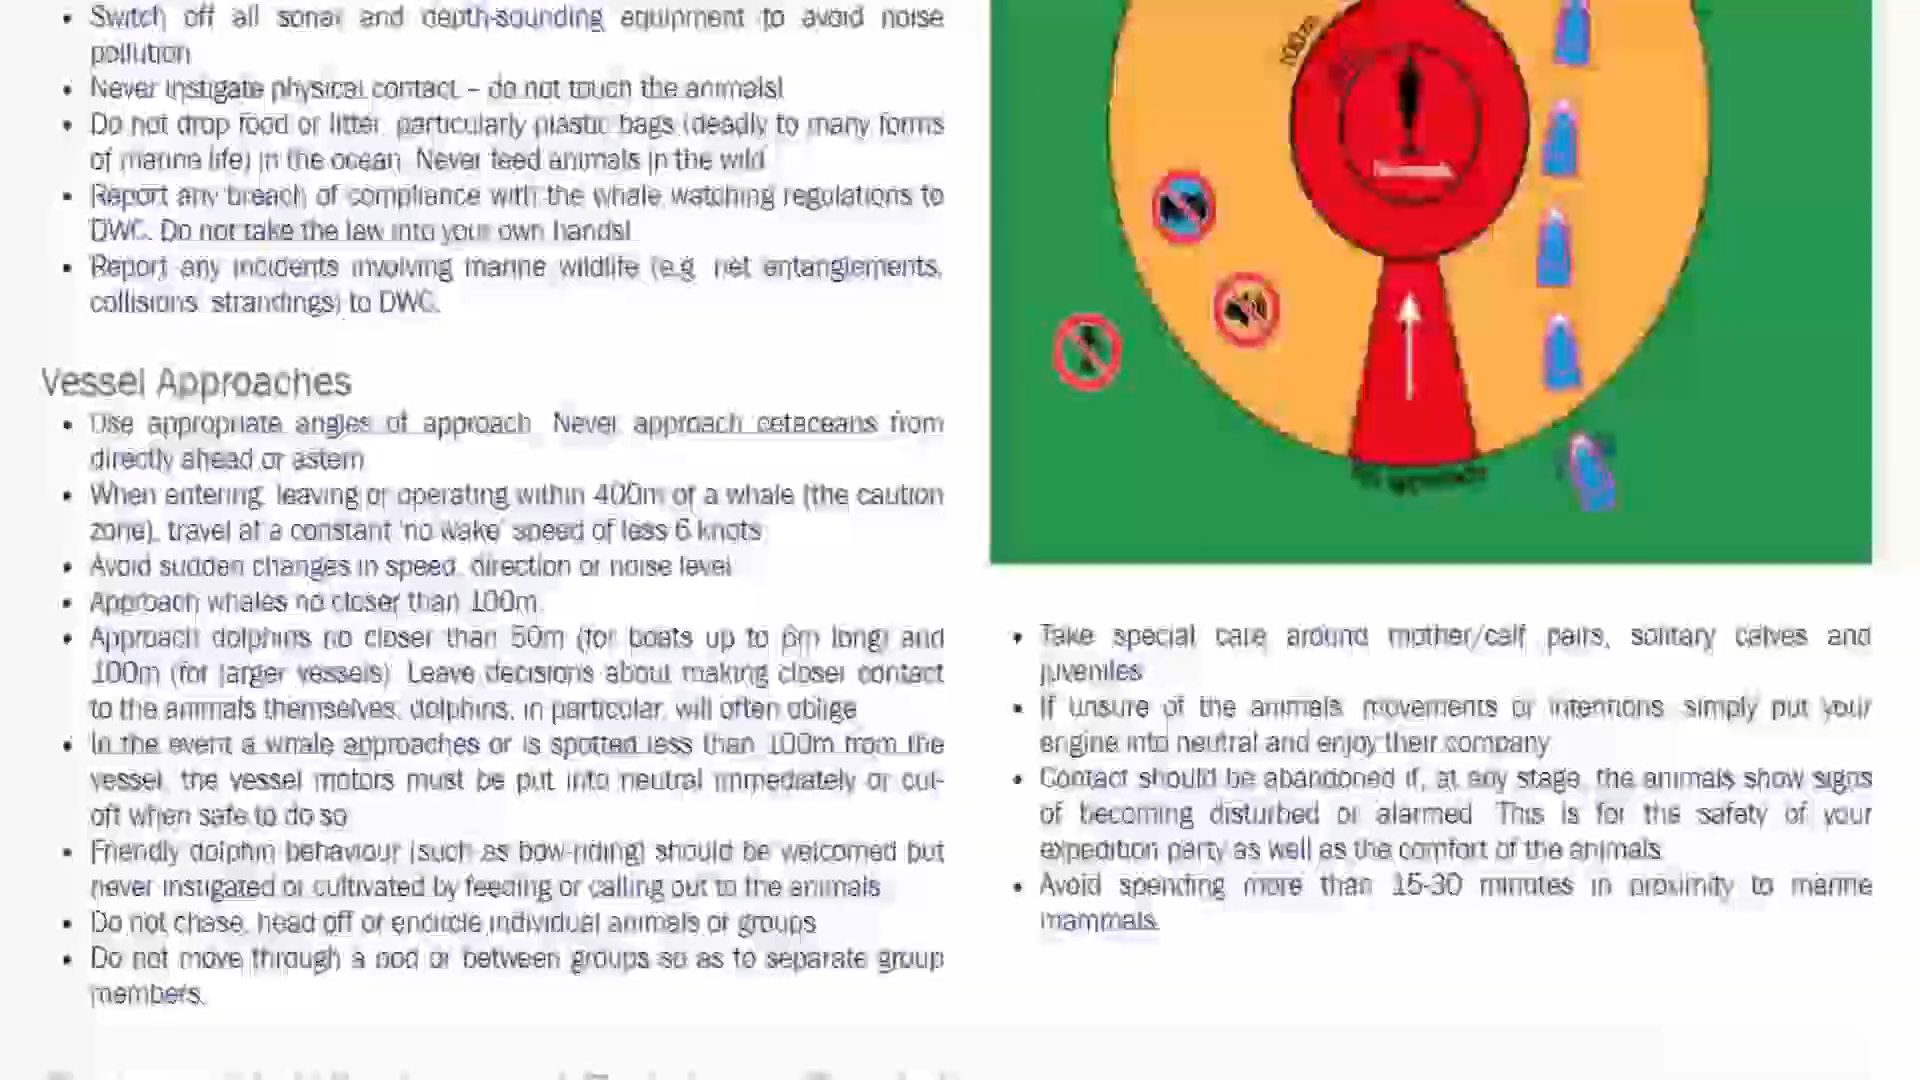 Switch off all sonar and depth-sounding equipment to avoid noise
pollution
Never instigate physical contact – do not touch the animals!
Do not drop food or litter, particularly plastic bags (deadly to many forms
of marine life) in the ocean. Never feed animals in the wild
Report any breach of compliance with the whale watching regulations to
DWC. Do not take the law into your own hands!
Report any incidents involving marine wildlife (e.g. net entanglements,
collisions, strandings) to DWC.
Vessel Approaches
Use appropriate angles of approach. Never approach cetaceans from
directly ahead or astern
When entering, leaving or operating within 400m of a whale (the caution
zone), travel at a constant 'no wake' speed of less 6 knots
Avoid sudden changes in speed, direction or noise level
Approach whales no closer than 100m.
Approach dolphins no closer than 50m (for boats up to 6m long) and
100m (for larger vessels). Leave decisions about making closer contact
to the animals themselves; dolphins, in particular, will often oblige
In the event a whale approaches or is spotted less than 100m from the
vessel, the vessel motors must be put into neutral immediately or cut-
off when safe to do so
Friendly dolphin behaviour (such as bow-riding) should be welcomed but
never instigated or cultivated by feeding or calling out to the animals
Do not chase, head off or encircle individual animals or groups
Do not move through a pod or between groups so as to separate group
members.
100m
Take special care around mother/calf pairs, solitary calves and
juveniles
If unsure of the animals' movements or intentions, simply put your
engine into neutral and enjoy their company
Contact should be abandoned if, at any stage, the animals show signs
of becoming disturbed or alarmed. This is for the safety of your
expedition party as well as the comfort of the animals
Avoid spending more than 15-30 minutes in proximity to marine
mammals.